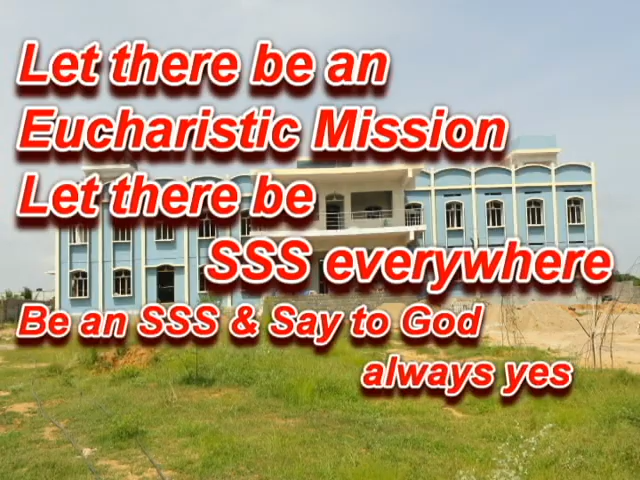 Let there be an
Eucharistic Mission
Let there be
SSS everywhere
Be an SSS & Say to God
always yes